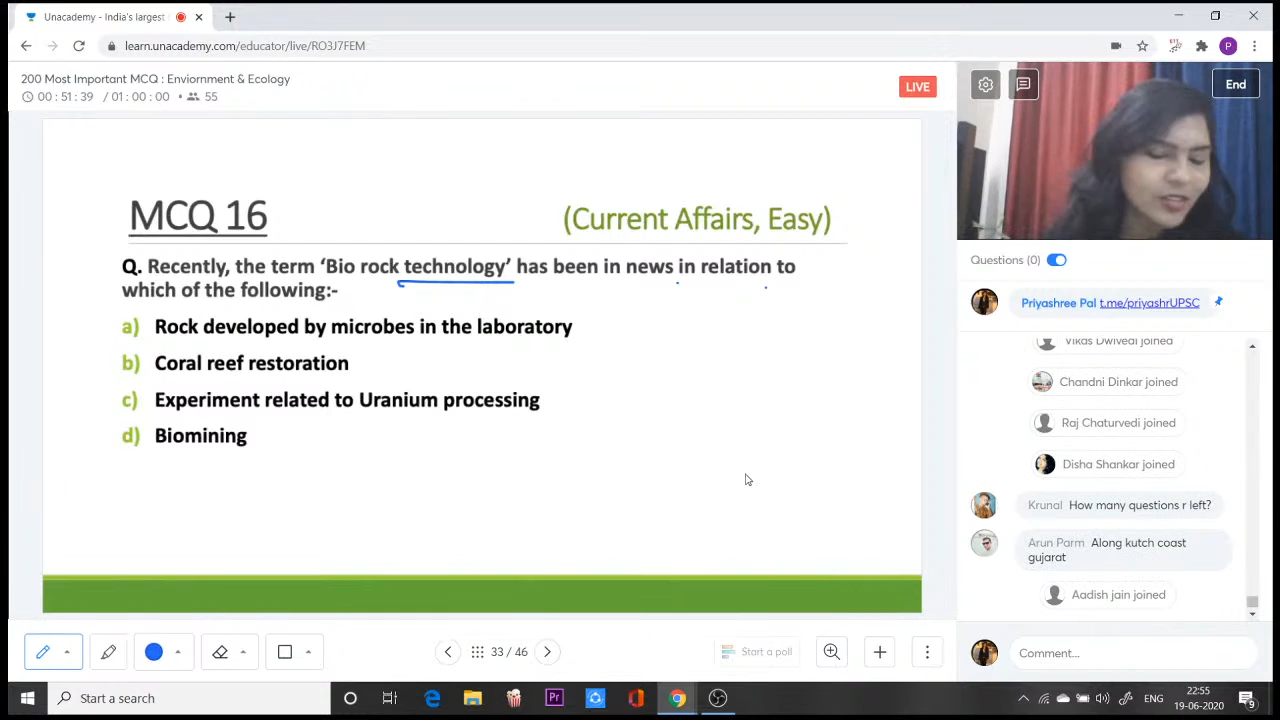 Unacademy - India's largest
learn.unacademy.com/educator/live/RO3J7FEM
P
200 Most Important MCQ : Enviornment & Ecology
00 : 51 : 39 / 01 : 00 : 00 • 55
LIVE
End
MCQ 16
(Current Affairs, Easy)
Q. Recently, the term ‘Bio rock technology’ has been in news in relation to
which of the following:-
a) Rock developed by microbes in the laboratory
b) Coral reef restoration
c) Experiment related to Uranium processing
d) Biomining
Questions (0)
Priyashree Pal t.me/priyashrUPSC
Vikas Dwivedi joined
Chandni Dinkar joined
Raj Chaturvedi joined
Disha Shankar joined
Krunal How many questions r left?
Arun Parm Along kutch coast
gujarat
Aadish jain joined
33 / 46
Start a poll
Comment...
Start a search
Pr
ENG
22:55
19-06-2020
9